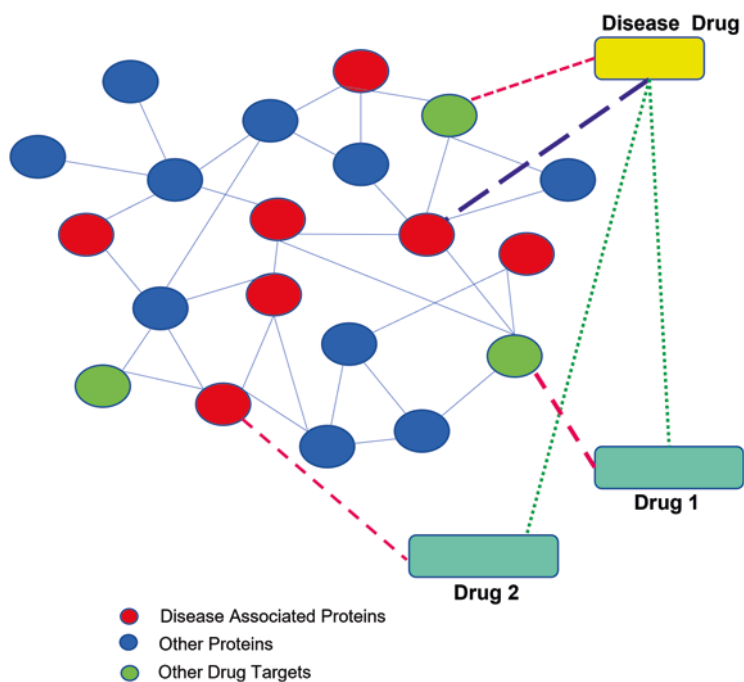 Disease Drug
Drug 1
Drug 2
Disease Associated Proteins
Other Proteins
Other Drug Targets